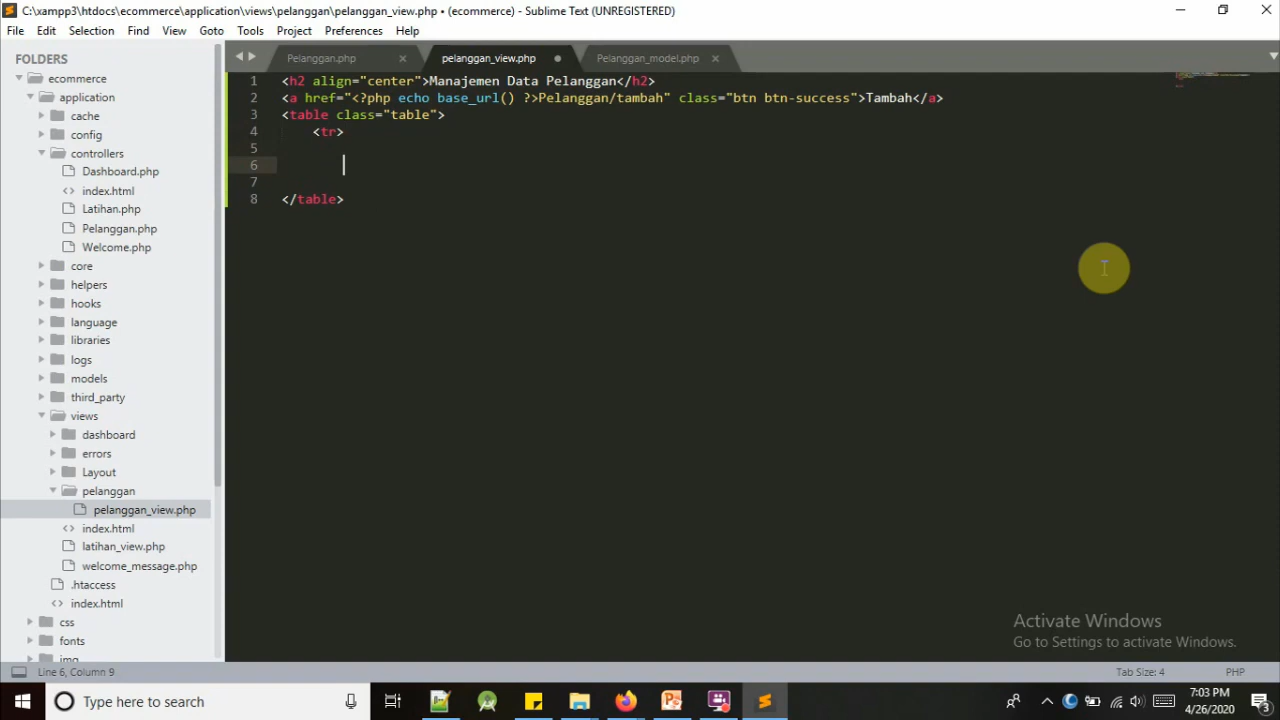 C:\xampp3\htdocs\ecommerce\application\views\pelanggan\pelanggan_view.php • (ecommerce) - Sublime Text (UNREGISTERED)
File Edit Selection Find View Goto Tools Project Preferences Help
FOLDERS
ecommerce
application
cache
config
controllers
Dashboard.php
index.html
Latihan.php
Pelanggan.php
Welcome.php
core
helpers
hooks
language
libraries
logs
models
third_party
views
dashboard
errors
Layout
pelanggan
pelanggan_view.php
index.html
latihan_view.php
welcome_message.php
.htaccess
index.html
css
fonts
img
Pelanggan.php pelanggan_view.php Pelanggan_model.php
1 <h2 align="center">Manajemen Data Pelanggan</h2>
2 <a href="<?php echo base_url() ?>Pelanggan/tambah" class="btn btn-success">Tambah</a>
3 <table class="table">
4 <tr>
5
6
7
8 </table>
Activate Windows
Go to Settings to activate Windows.
Line 6, Column 9 Tab Size: 4 PHP
Type here to search
7:03 PM
4/26/2020
3